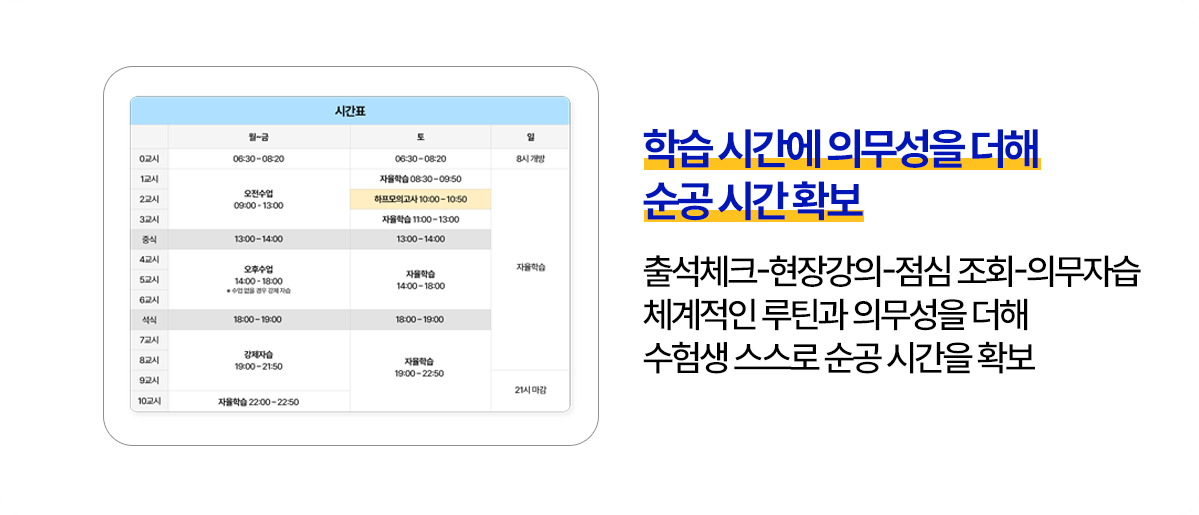 시간표
월~금 토 일
0교시 06:30 – 08:20 06:30 – 08:20 8시 개방
1교시 자율학습 08:30 – 09:50
2교시 오전수업 09:00 - 13:00 하프모의고사 10:00 – 10:50
3교시 자율학습 11:00 – 13:00
중식 13:00 – 14:00 13:00 – 14:00
4교시
5교시 오후수업 14:00 - 18:00 자율학습 14:00 – 18:00 자율학습
※ 수업 없을 경우 강제 자습
6교시
석식 18:00 – 19:00 18:00 – 19:00
7교시
8교시 강제자습 19:00 – 21:50 자율학습 19:00 – 22:50
9교시
10교시 자율학습 22:00 – 22:50 21시 마감
학습 시간에 의무성을 더해
순공 시간 확보
출석체크-현장강의-점심 조회-의무자습
체계적인 루틴과 의무성을 더해
수험생 스스로 순공 시간을 확보